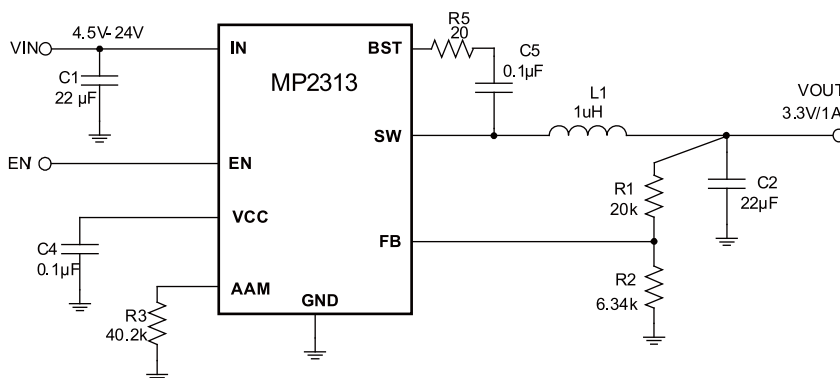 4.5V-24V
VIN
C1
22 µF
EN
C4
0.1µF
R3
40.2k
IN
MP2313
EN
VCC
AAM
GND
BST
SW
FB
R5
20
C5
0.1µF
L1
1uH
VOUT
3.3V/1A
R1
20k
C2
22µF
R2
6.34k